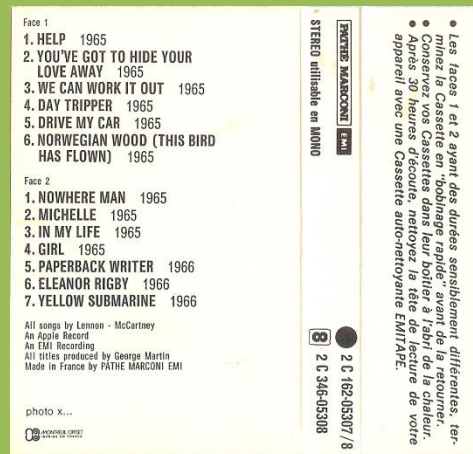 Face 1
1. HELP 1965
2. YOU'VE GOT TO HIDE YOUR
LOVE AWAY 1965
3. WE CAN WORK IT OUT 1965
4. DAY TRIPPER 1965
5. DRIVE MY CAR 1965
6. NORWEGIAN WOOD (THIS BIRD
HAS FLOWN) 1965
Face 2
1. NOWHERE MAN 1965
2. MICHELLE 1965
3. IN MY LIFE 1965
4. GIRL 1965
5. PAPERBACK WRITER 1966
6. ELEANOR RIGBY 1966
7. YELLOW SUBMARINE 1966
All songs by Lennon - McCartney
An Apple Record
An EMI Recording
All titles produced by George Martin
Made in France by PATHE MARCONI EMI
photo x...
MONTREUIL OFFSET
IMPRIMÉ EN FRANCE
PATHÉ MARCONI EMI
2 C 162-05307/8
STEREO utilisable en MONO
8 2 C 346-05308
• Les faces 1 et 2 ayant des durées sensiblement différentes, ter-
minez la Cassette en "bobinage rapide" avant de la retourner.
• Conservez vos Cassettes dans leur boîtier à l'abri de la chaleur.
• Après 30 heures d'écoute, nettoyez la tête de lecture de votre
appareil avec une Cassette auto-nettoyante EMITAPE.